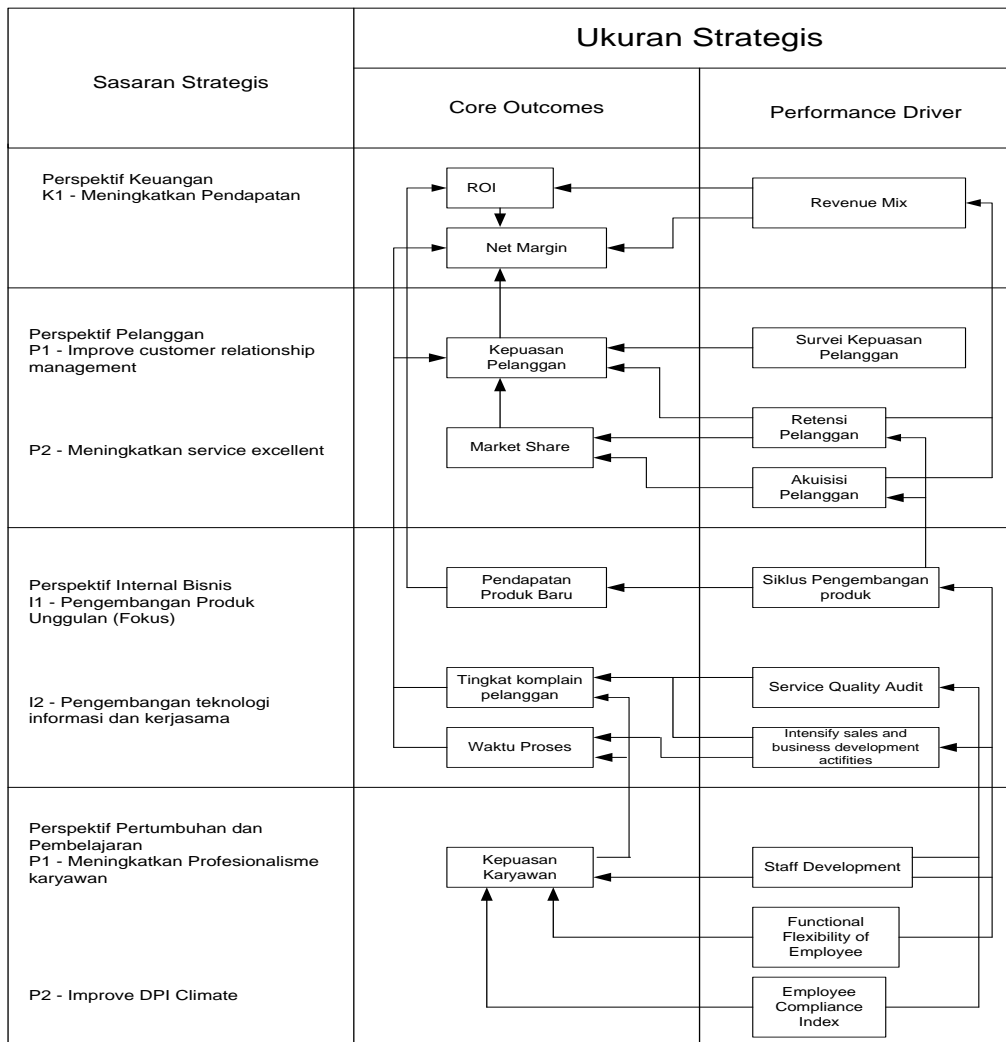 Ukuran Strategis
Sasaran Strategis
Core Outcomes
Performance Driver
Perspektif Keuangan
K1 - Meningkatkan Pendapatan
ROI
Revenue Mix
Net Margin
Perspektif Pelanggan
P1 - Improve customer relationship
management
Kepuasan
Pelanggan
Survei Kepuasan
Pelanggan
P2 - Meningkatkan service excellent
Market Share
Retensi
Pelanggan
Akuisisi
Pelanggan
Perspektif Internal Bisnis
I1 - Pengembangan Produk
Unggulan (Fokus)
Pendapatan
Produk Baru
Siklus Pengembangan
produk
I2 - Pengembangan teknologi
informasi dan kerjasama
Tingkat komplain
pelanggan
Service Quality Audit
Waktu Proses
Intensify sales and
business development
actifities
Perspektif Pertumbuhan dan
Pembelajaran
P1 - Meningkatkan Profesionalisme
karyawan
Kepuasan
Karyawan
Staff Development
Functional
Flexibility of
Employee
P2 - Improve DPI Climate
Employee
Compliance
Index